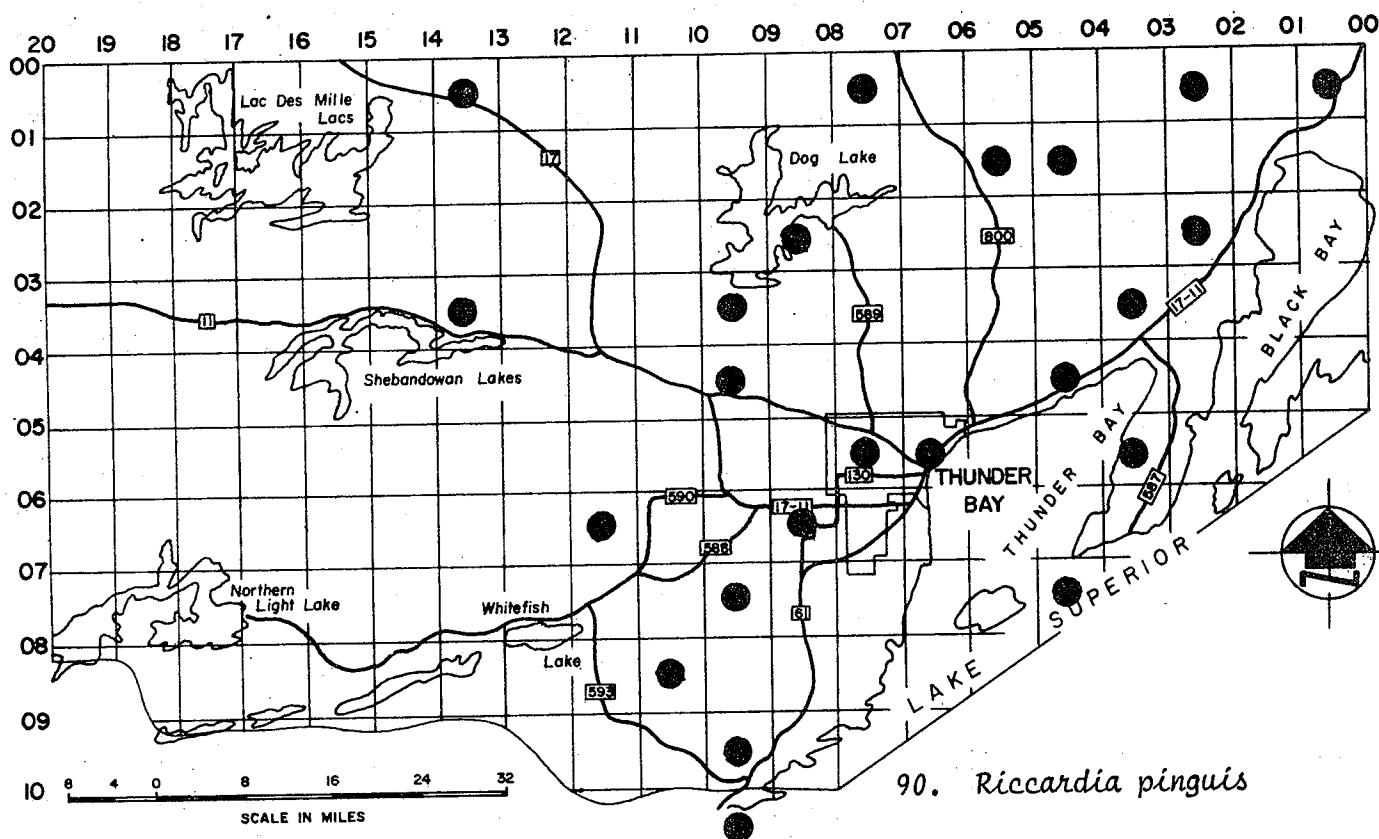 20 19 18 17 16 15 14 13 12 11 10 09 08 07 06 05 04 03 02 01 00
00
01
02
03
04
05
06
07
08
09
10
Lac Des Mille
Lacs
17
Dog Lake
800
589
11
Shebandowan Lakes
17-11
BLACK BAY
THUNDER BAY
130
THUNDER
BAY
590
17-11
588
587
Northern
Light Lake
Whitefish
Lake
61
593
LAKE SUPERIOR
N
8 4 0 8 16 24 32
SCALE IN MILES
90. Riccardia pinguis